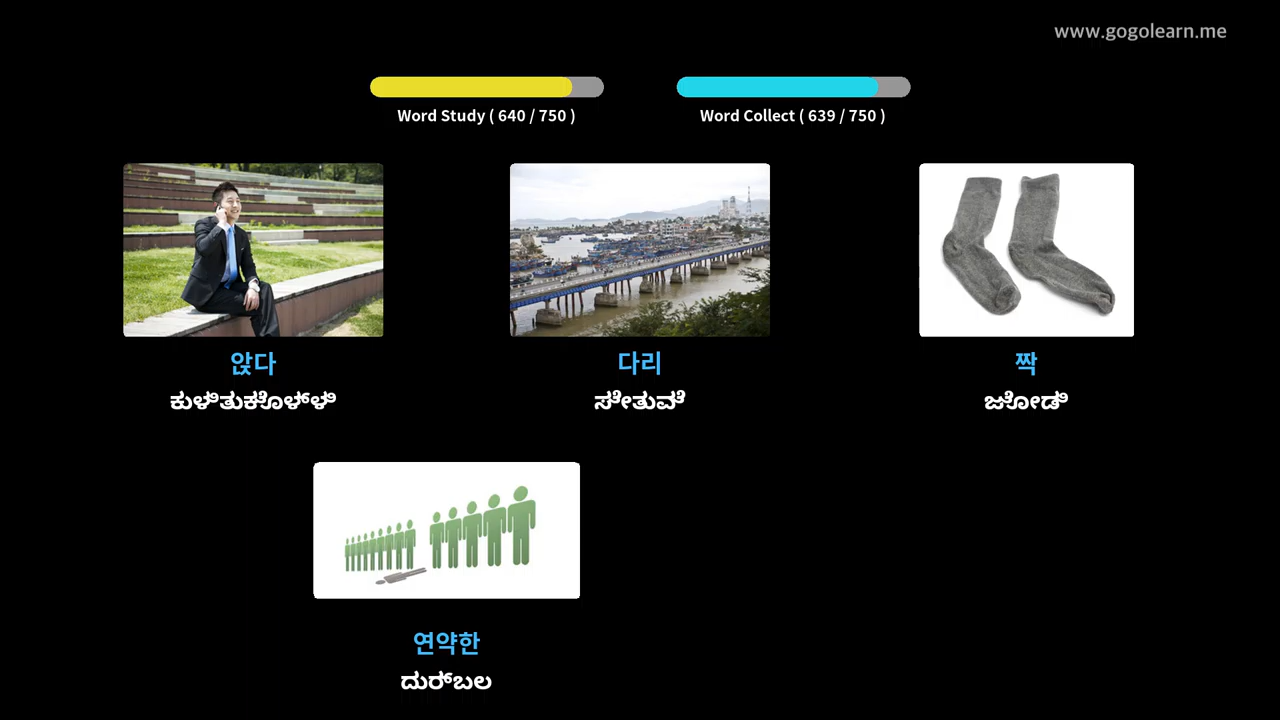 www.gogolearn.me
Word Study ( 640 / 750 )
Word Collect ( 639 / 750 )
앉다
ಕುಳಿತುಕೊಳ್ಳಿ
다리
ಸೇತುವೆ
짝
ಜೋಡಿ
연약한
ದುರ್ಬಲ